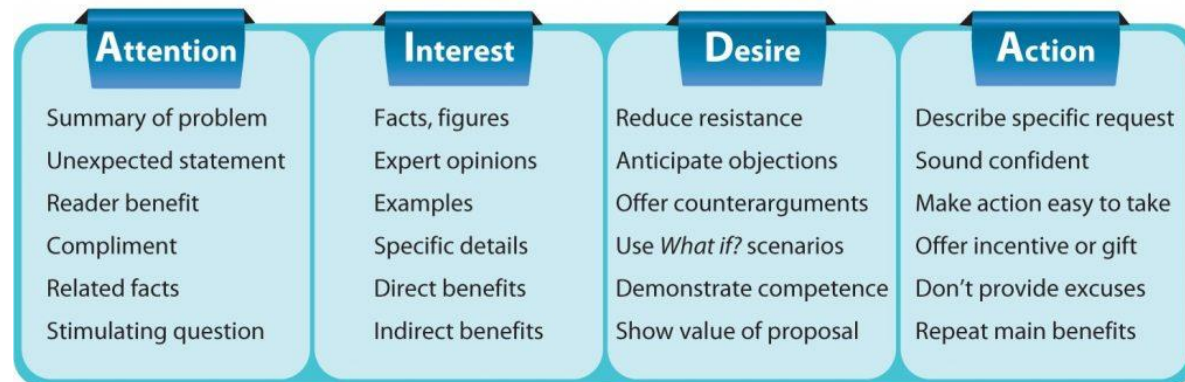 Attention
Summary of problem
Unexpected statement
Reader benefit
Compliment
Related facts
Stimulating question
Interest
Facts, figures
Expert opinions
Examples
Specific details
Direct benefits
Indirect benefits
Desire
Reduce resistance
Anticipate objections
Offer counterarguments
Use What if? scenarios
Demonstrate competence
Show value of proposal
Action
Describe specific request
Sound confident
Make action easy to take
Offer incentive or gift
Don’t provide excuses
Repeat main benefits